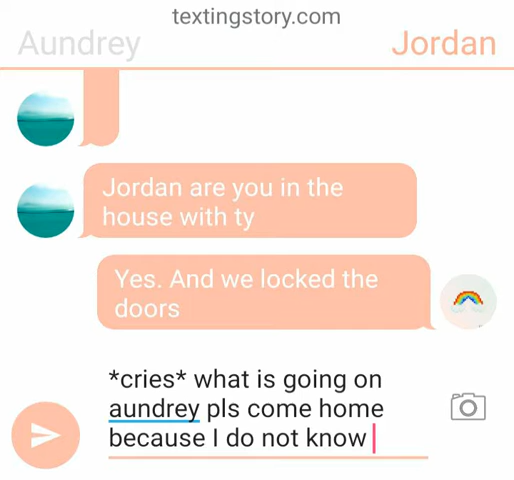 textingstory.com
Aundrey
Jordan
Jordan are you in the
house with ty
Yes. And we locked the
doors
*cries* what is going on
aundrey pls come home
because I do not know